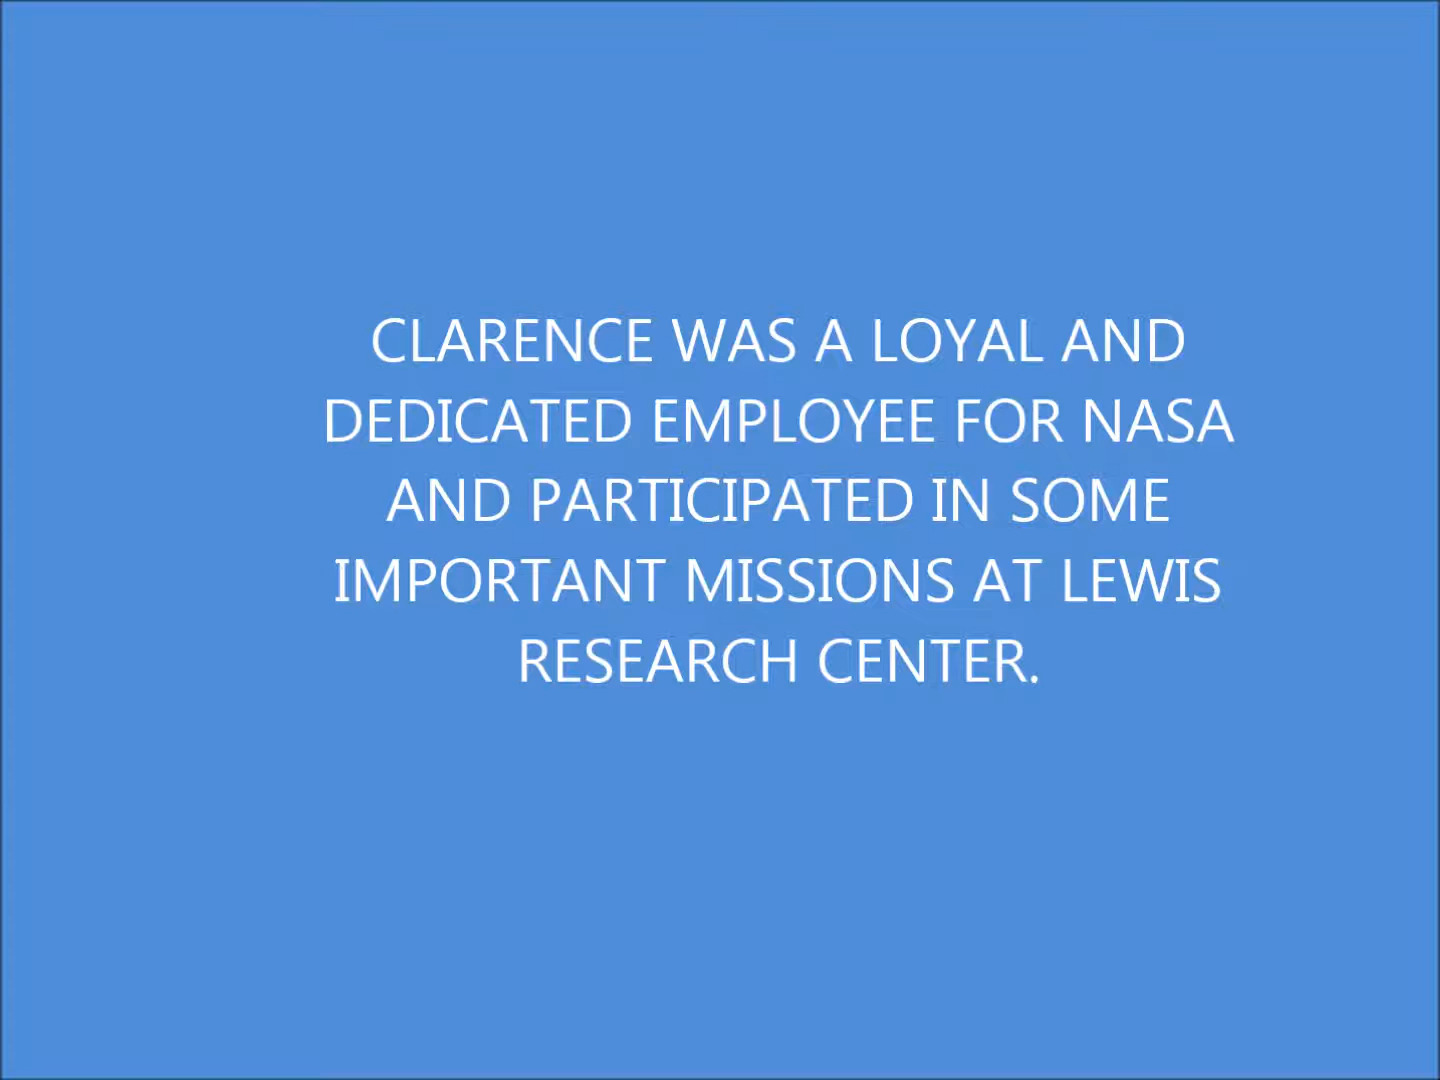 CLARENCE WAS A LOYAL AND
DEDICATED EMPLOYEE FOR NASA
AND PARTICIPATED IN SOME
IMPORTANT MISSIONS AT LEWIS
RESEARCH CENTER.